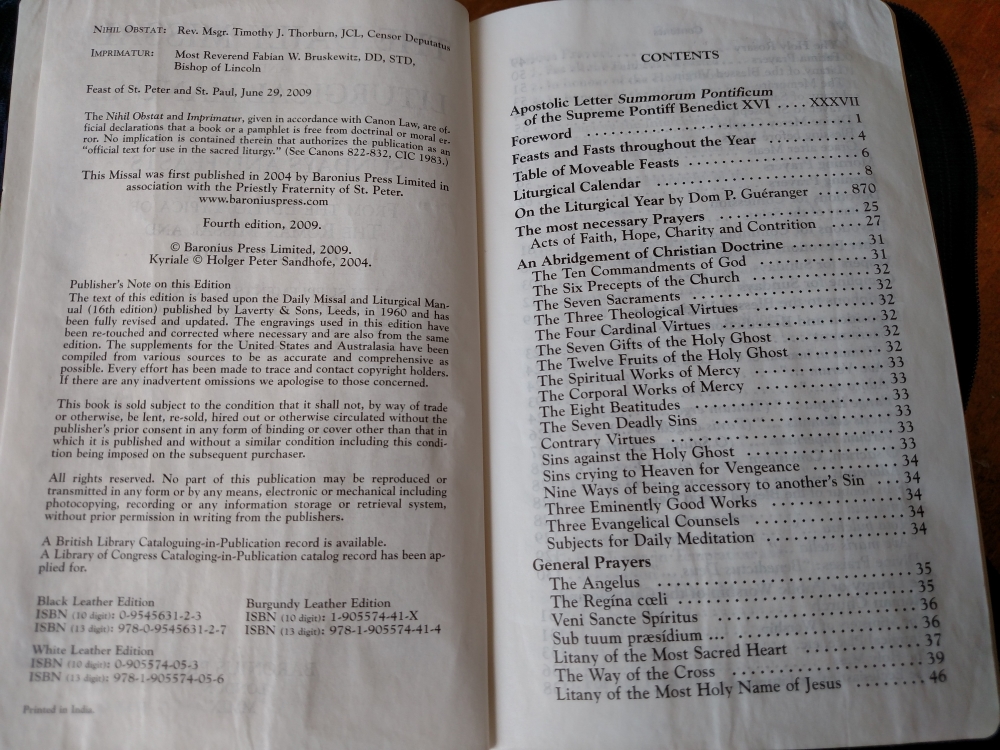 NIHIL OBSTAT: Rev. Msgr. Timothy J. Thorburn, JCL, Censor Deputatus
IMPRIMATUR: Most Reverend Fabian W. Bruskewitz, DD, STD,
Bishop of Lincoln
Feast of St. Peter and St. Paul, June 29, 2009
The Nihil Obstat and Imprimatur, given in accordance with Canon Law, are of-
ficial declarations that a book or a pamphlet is free from doctrinal or moral er-
ror. No implication is contained therein that authorizes the publication as an
"official text for use in the sacred liturgy." (See Canons 822-832, CIC 1983.)
This Missal was first published in 2004 by Baronius Press Limited in
association with the Priestly Fraternity of St. Peter.
www.baroniuspress.com
Fourth edition, 2009.
© Baronius Press Limited, 2009.
Kyriale © Holger Peter Sandhofe, 2004.
Publisher's Note on this Edition
The text of this edition is based upon the Daily Missal and Liturgical Man-
ual (16th edition) published by Laverty & Sons, Leeds, in 1960 and has
been fully revised and updated. The engravings used in this edition have
been re-touched and corrected where necessary and are also from the same
edition. The supplements for the United States and Australasia have been
compiled from various sources to be as accurate and comprehensive as
possible. Every effort has been made to trace and contact copyright holders.
If there are any inadvertent omissions we apologise to those concerned.
This book is sold subject to the condition that it shall not, by way of trade
or otherwise, be lent, re-sold, hired out or otherwise circulated without the
publisher's prior consent in any form of binding or cover other than that in
which it is published and without a similar condition including this condi-
tion being imposed on the subsequent purchaser.
All rights reserved. No part of this publication may be reproduced or
transmitted in any form or by any means, electronic or mechanical including
photocopying, recording or any information storage or retrieval system,
without prior permission in writing from the publishers.
A British Library Cataloguing-in-Publication record is available.
A Library of Congress Cataloging-in-Publication catalog record has been ap-
plied for.
Black Leather Edition
ISBN (10 digit): 0-9545631-2-3
ISBN (13 digit): 978-0-9545631-2-7
Burgundy Leather Edition
ISBN (10 digit): 1-905574-41-X
ISBN (13 digit): 978-1-905574-41-4
White Leather Edition
ISBN (10 digit): 0-905574-05-3
ISBN (13 digit): 978-1-905574-05-6
Printed in India.
CONTENTS
Apostolic Letter Summorum Pontificum
of the Supreme Pontiff Benedict XVI .... XXXVII
Foreword .................... 1
Feasts and Fasts throughout the Year ....... 4
Table of Moveable Feasts .............. 6
Liturgical Calendar ................. 8
On the Liturgical Year by Dom P. Guéranger .... 870
The most necessary Prayers ............ 25
Acts of Faith, Hope, Charity and Contrition .... 27
An Abridgement of Christian Doctrine ........ 31
The Ten Commandments of God ......... 31
The Six Precepts of the Church .......... 32
The Seven Sacraments ............... 32
The Three Theological Virtues ........... 32
The Four Cardinal Virtues ............. 32
The Seven Gifts of the Holy Ghost ........ 32
The Twelve Fruits of the Holy Ghost ....... 32
The Spiritual Works of Mercy ........... 33
The Corporal Works of Mercy .......... 33
The Eight Beatitudes ................ 33
The Seven Deadly Sins ............... 33
Contrary Virtues .................. 33
Sins against the Holy Ghost ............ 33
Sins crying to Heaven for Vengeance ....... 34
Nine Ways of being accessory to another's Sin ... 34
Three Eminently Good Works .......... 34
Three Evangelical Counsels ............ 34
Subjects for Daily Meditation ........... 34
General Prayers
The Angelus ..................... 35
The Regína cœli ................... 35
Veni Sancte Spíritus ................ 36
Sub tuum præsídium ... ............. 36
Litany of the Most Sacred Heart ......... 37
The Way of the Cross ............... 39
Litany of the Most Holy Name of Jesus ........ 46